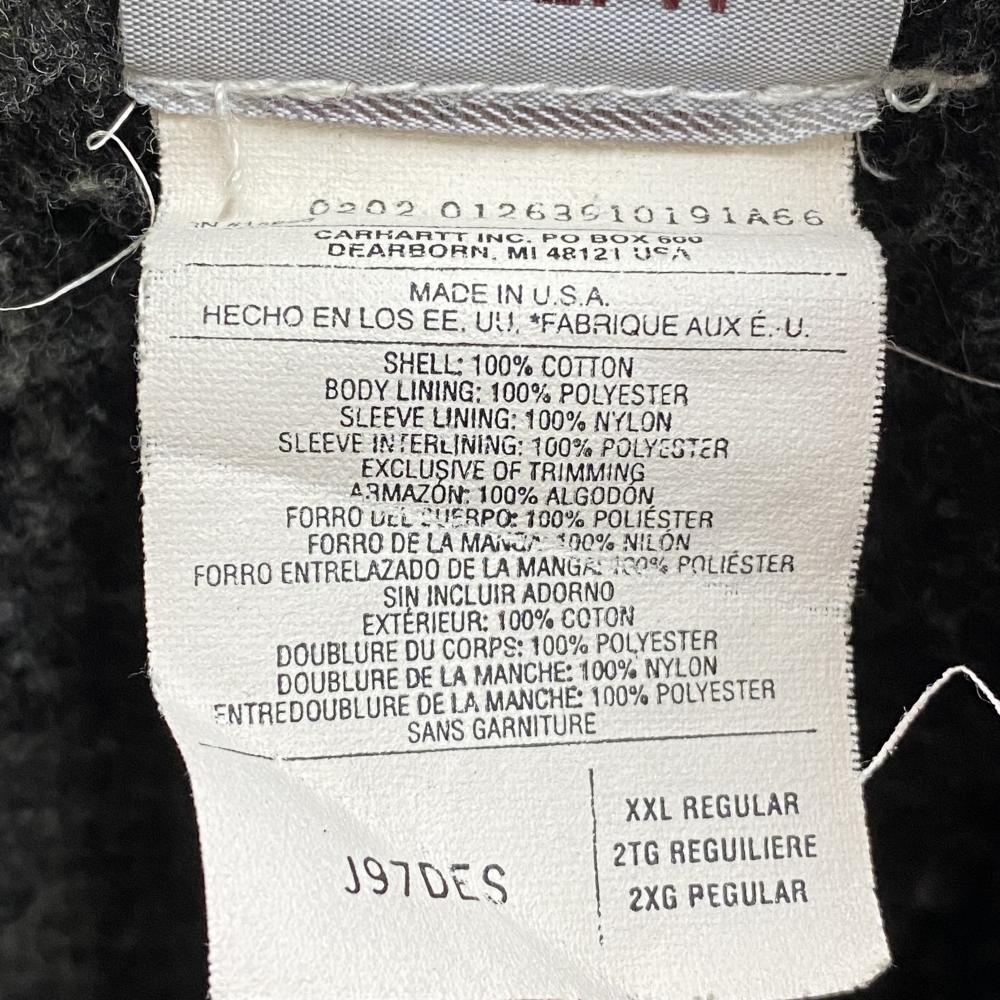 0202 01263910191A66
CARHARTT INC. PO BOX 600
DEARBORN, MI 48121 USA
MADE IN U.S.A.
HECHO EN LOS EE. UU. *FABRIQUE AUX É.-U.
SHELL: 100% COTTON
BODY LINING: 100% POLYESTER
SLEEVE LINING: 100% NYLON
SLEEVE INTERLINING: 100% POLYESTER
EXCLUSIVE OF TRIMMING
ARMAZÓN: 100% ALGODÓN
FORRO DEL CUERPO: 100% POLIÉSTER
FORRO DE LA MANGA: 100% NILÓN
FORRO ENTRELAZADO DE LA MANGA: 100% POLIÉSTER
SIN INCLUIR ADORNO
EXTÉRIEUR: 100% COTON
DOUBLURE DU CORPS: 100% POLYESTER
DOUBLURE DE LA MANCHE: 100% NYLON
ENTREDOUBLURE DE LA MANCHE: 100% POLYESTER
SANS GARNITURE
J97DES
XXL REGULAR
2TG REGUILIERE
2XG REGULAR